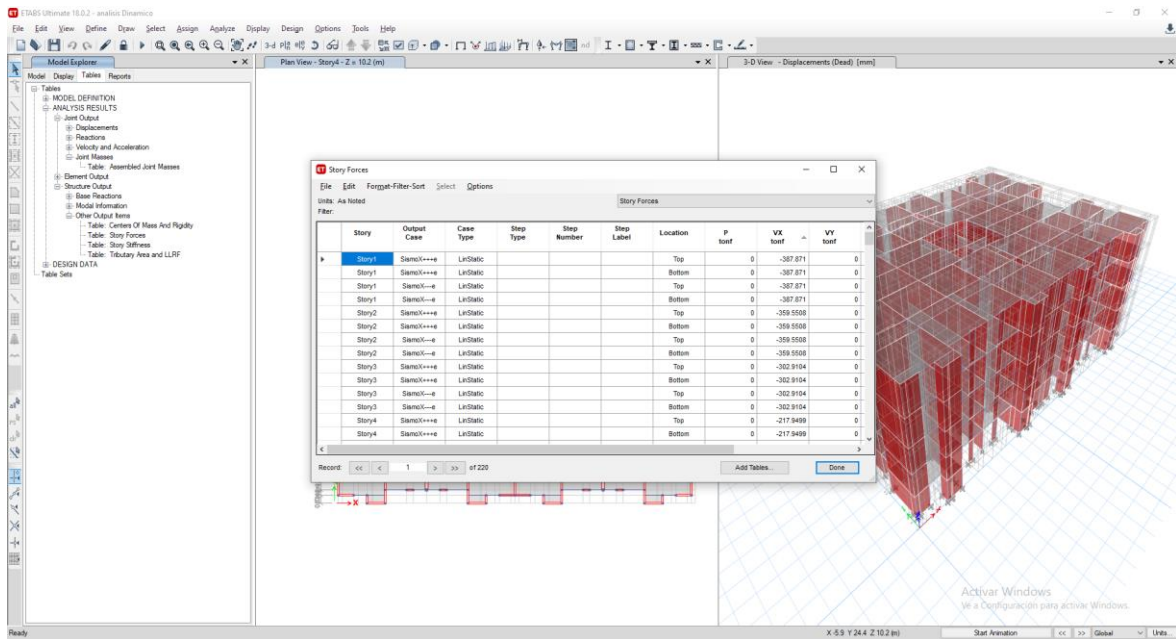 ETABS Ultimate 18.0.2 - analisis Dinamico
File Edit View Define Draw Select Assign Analyze Display Design Options Tools Help
Model Explorer
Model Display Tables Reports
Tables
MODEL DEFINITION
ANALYSIS RESULTS
Joint Output
Displacements
Reactions
Velocity and Acceleration
Joint Masses
Table: Assembled Joint Masses
Element Output
Structure Output
Base Reactions
Modal Information
Other Output Items
Table: Centers Of Mass And Rigidity
Table: Story Forces
Table: Story Stiffness
Table: Tributary Area and LLRF
DESIGN DATA
Table Sets
Plan View - Story4 - Z = 10.2 (m)
3-D View - Displacements (Dead) [mm]
Story Forces
File Edit Format-Filter-Sort Select Options
Units: As Noted Story Forces
Filter:
Story Output Case Case Type Step Type Step Number Step Label Location P tonf VX tonf VY tonf
Story1 SismoX+++e LinStatic Top 0 -387.871 0
Story1 SismoX+++e LinStatic Bottom 0 -387.871 0
Story1 SismoX---e LinStatic Top 0 -387.871 0
Story1 SismoX---e LinStatic Bottom 0 -387.871 0
Story2 SismoX+++e LinStatic Top 0 -359.5508 0
Story2 SismoX+++e LinStatic Bottom 0 -359.5508 0
Story2 SismoX---e LinStatic Top 0 -359.5508 0
Story2 SismoX---e LinStatic Bottom 0 -359.5508 0
Story3 SismoX+++e LinStatic Top 0 -302.9104 0
Story3 SismoX+++e LinStatic Bottom 0 -302.9104 0
Story3 SismoX---e LinStatic Top 0 -302.9104 0
Story3 SismoX---e LinStatic Bottom 0 -302.9104 0
Story4 SismoX+++e LinStatic Top 0 -217.9499 0
Story4 SismoX+++e LinStatic Bottom 0 -217.9499 0
Record: << < 1 > >> of 220 Add Tables... Done
X
Activar Windows
Ve a Configuración para activar Windows.
Ready X -5.9 Y 24.4 Z 10.2 (m) Start Animation << >> Global Units